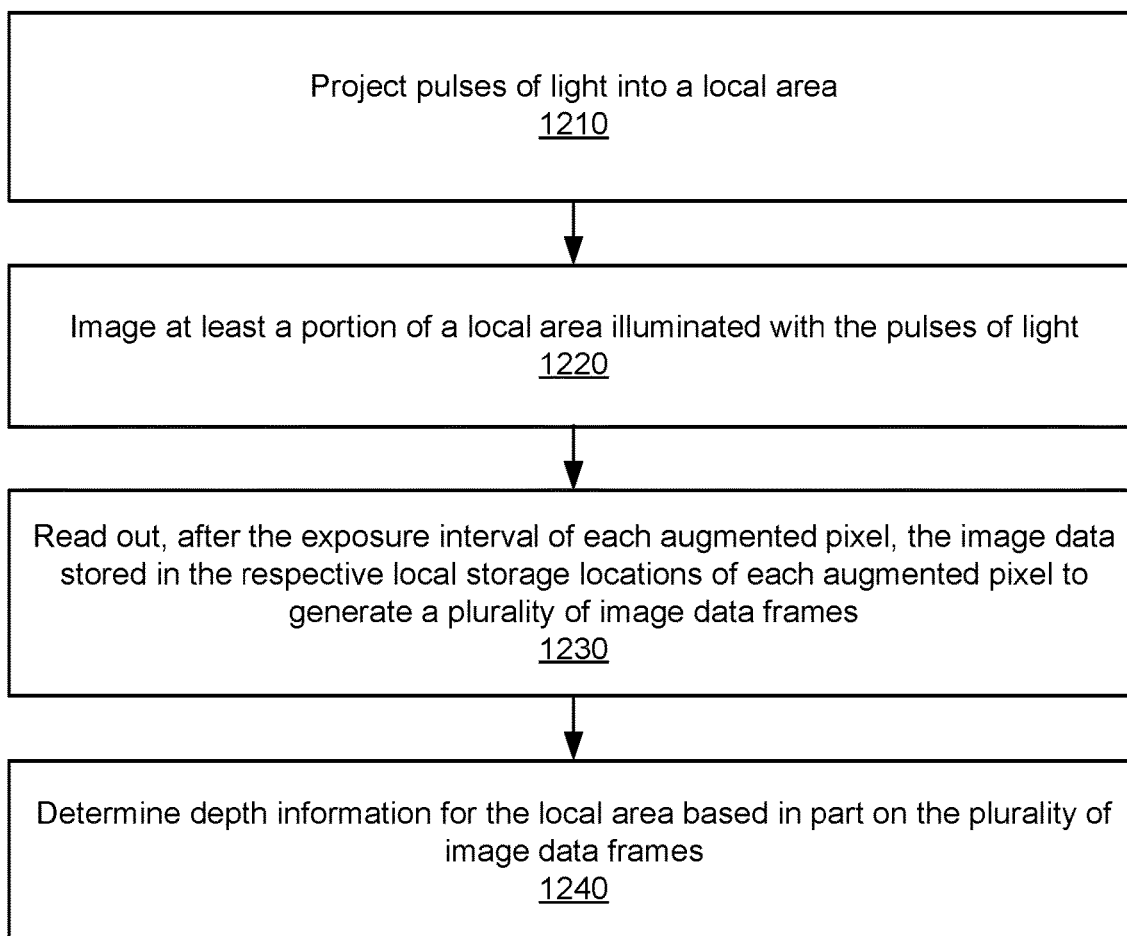 Project pulses of light into a local area
1210
Image at least a portion of a local area illuminated with the pulses of light
1220
Read out, after the exposure interval of each augmented pixel, the image data
stored in the respective local storage locations of each augmented pixel to
generate a plurality of image data frames
1230
Determine depth information for the local area based in part on the plurality of
image data frames
1240